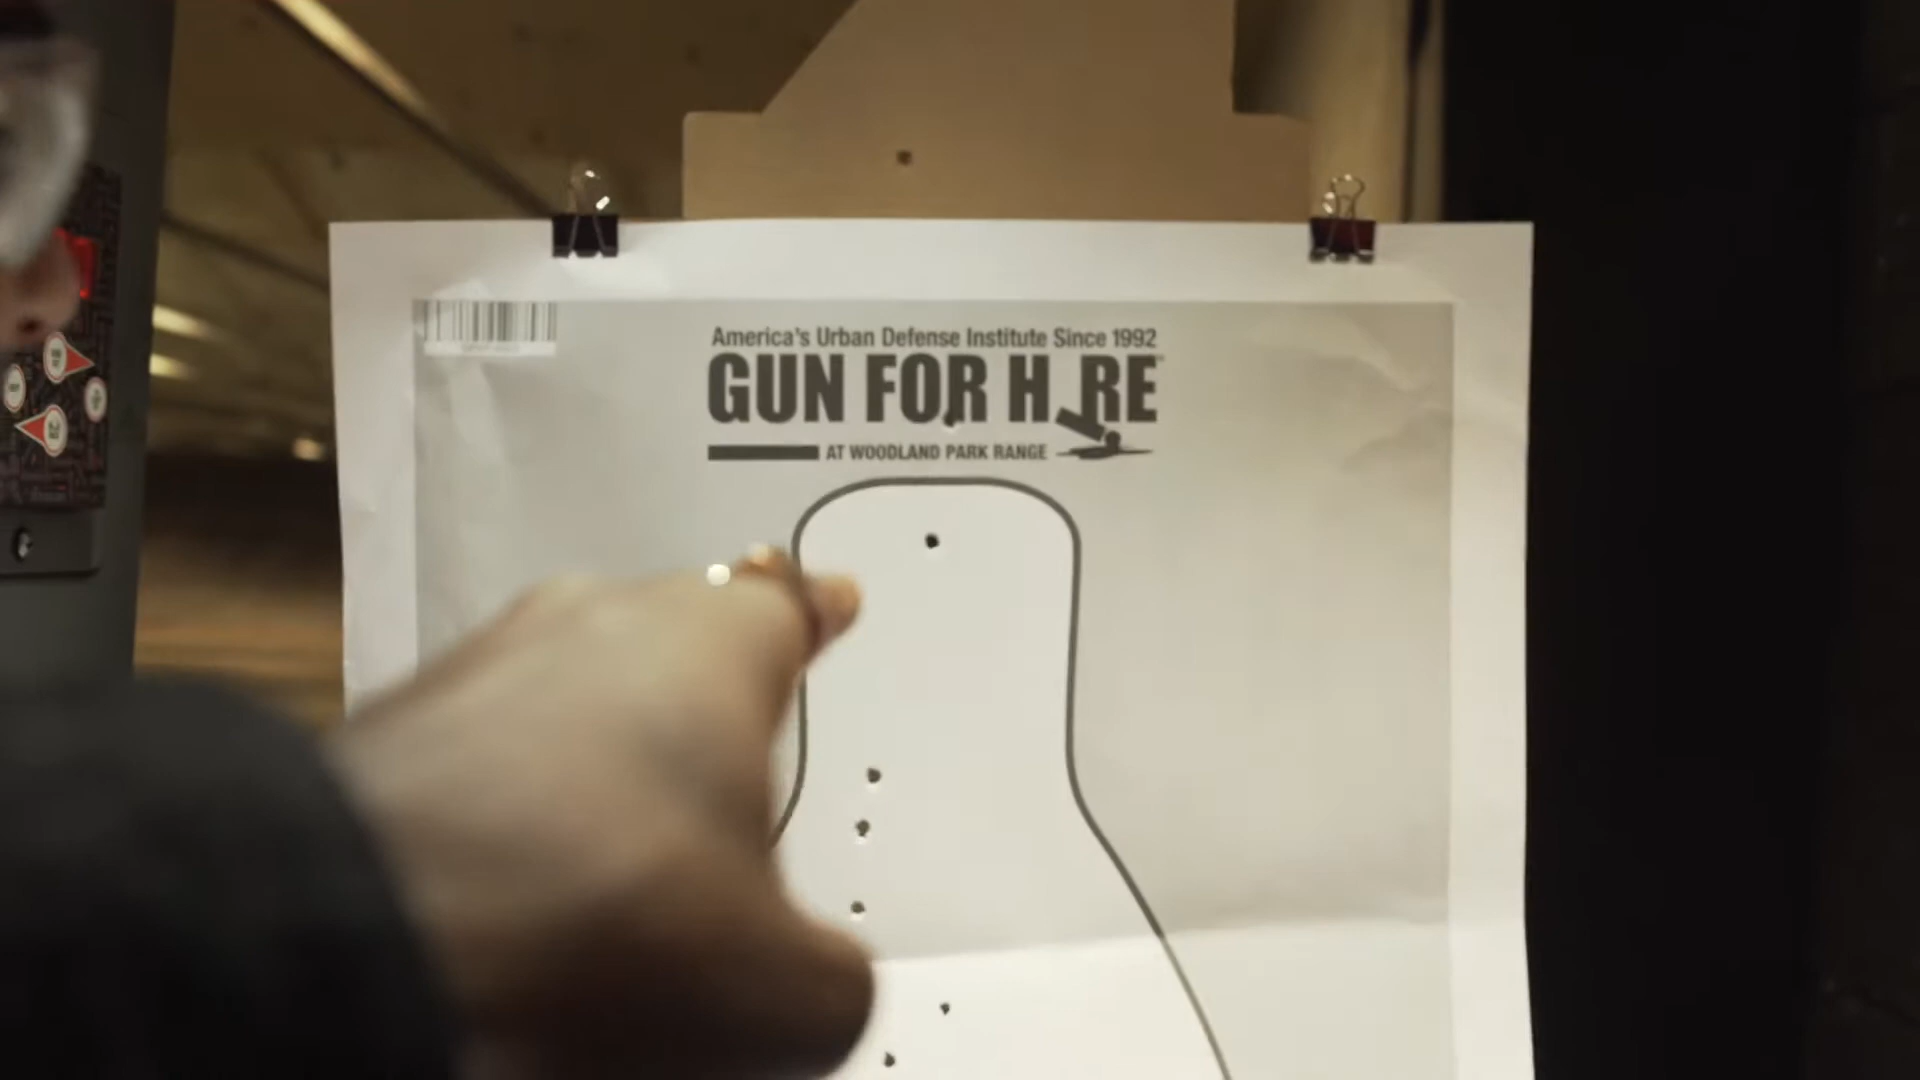 America's Urban Defense Institute Since 1992
GUN FOR HIRE
AT WOODLAND PARK RANGE